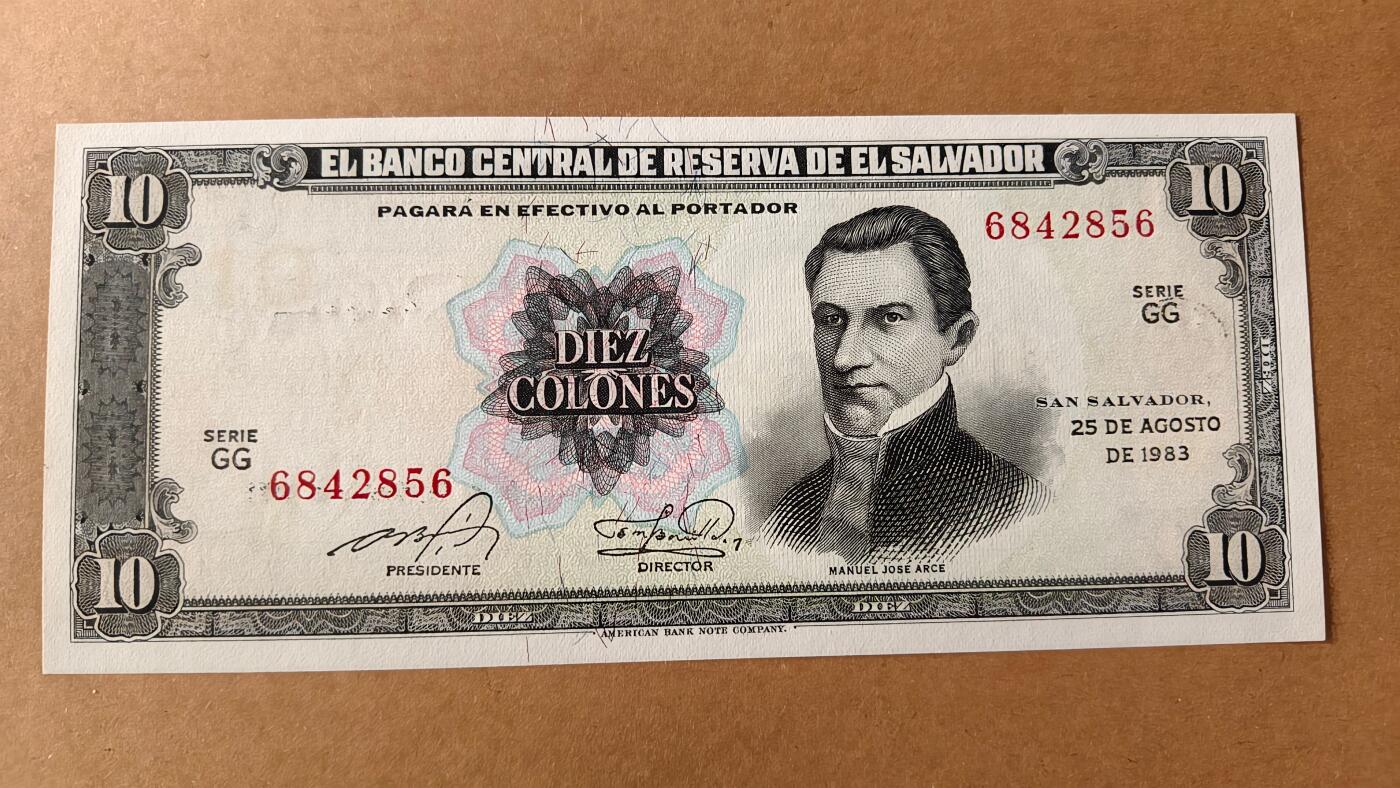 EL BANCO CENTRAL DE RESERVA DE EL SALVADOR
10
10
PAGARÁ EN EFECTIVO AL PORTADOR
6842856
SERIE
GG
DIEZ
COLONES
SAN SALVADOR,
25 DE AGOSTO
DE 1983
SERIE
GG
6842856
PRESIDENTE
DIRECTOR
MANUEL JOSÉ ARCE
10
10
DIEZ
DIEZ
AMERICAN BANK NOTE COMPANY.